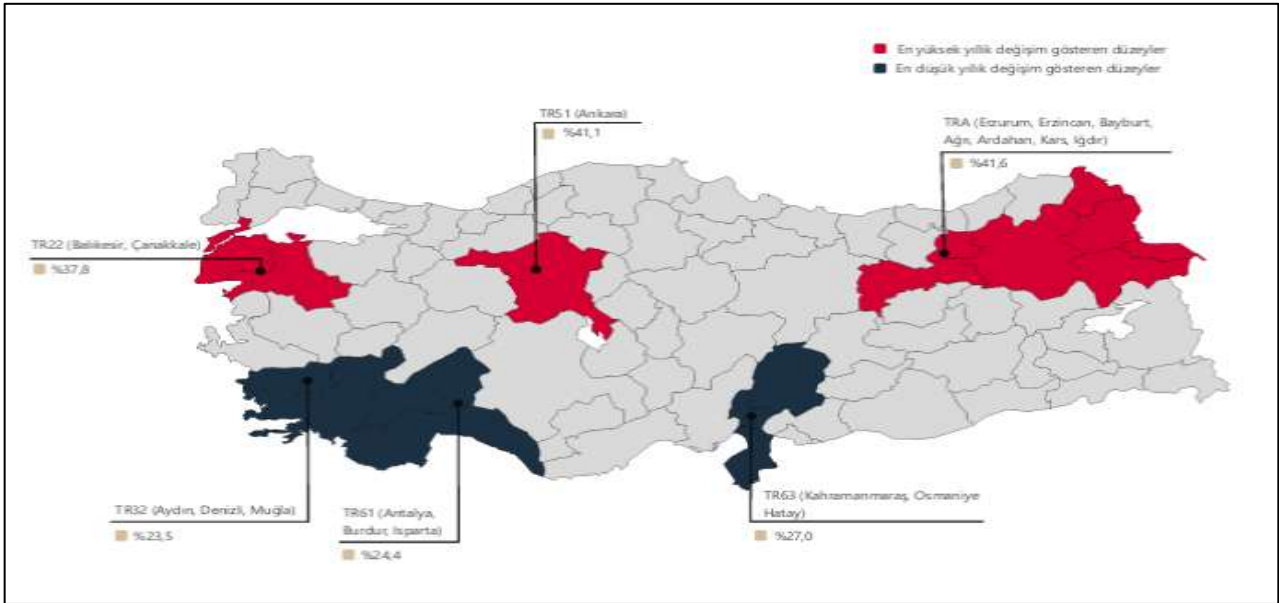 En yüksek yıllık değişim gösteren düzeyler
En düşük yıllık değişim gösteren düzeyler
TR51 (Ankara)
%41,1
TRA (Erzurum, Erzincan, Bayburt,
Ağrı, Ardahan, Kars, Iğdır)
%41,6
TR22 (Balıkesir, Çanakkale)
%37,8
TR32 (Aydın, Denizli, Muğla)
%23,5
TR61 (Antalya,
Burdur, Isparta)
%24,4
TR63 (Kahramanmaraş, Osmaniye
Hatay)
%27,0